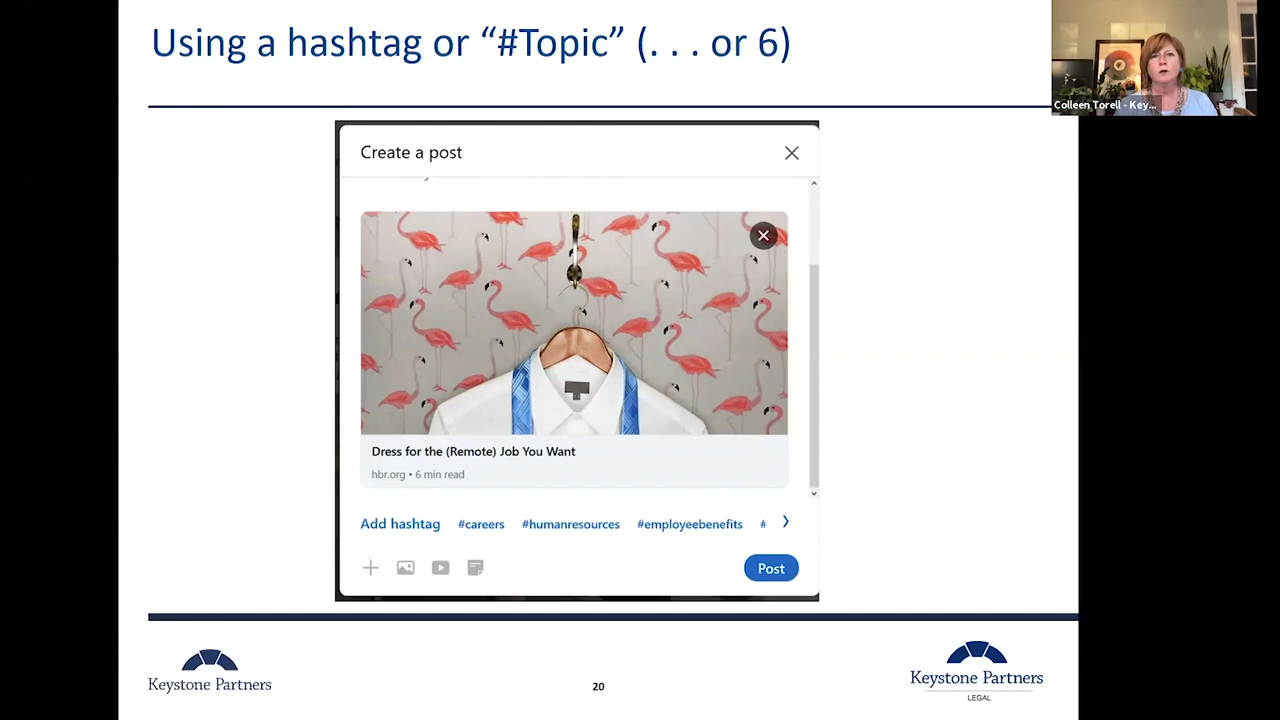 Using a hashtag or “#Topic” (. . . or 6)
Colleen Torell - Key...
Create a post
Dress for the (Remote) Job You Want
hbr.org • 6 min read
Add hashtag #careers #humanresources #employeebenefits #
Post
Keystone Partners
20
Keystone Partners
LEGAL